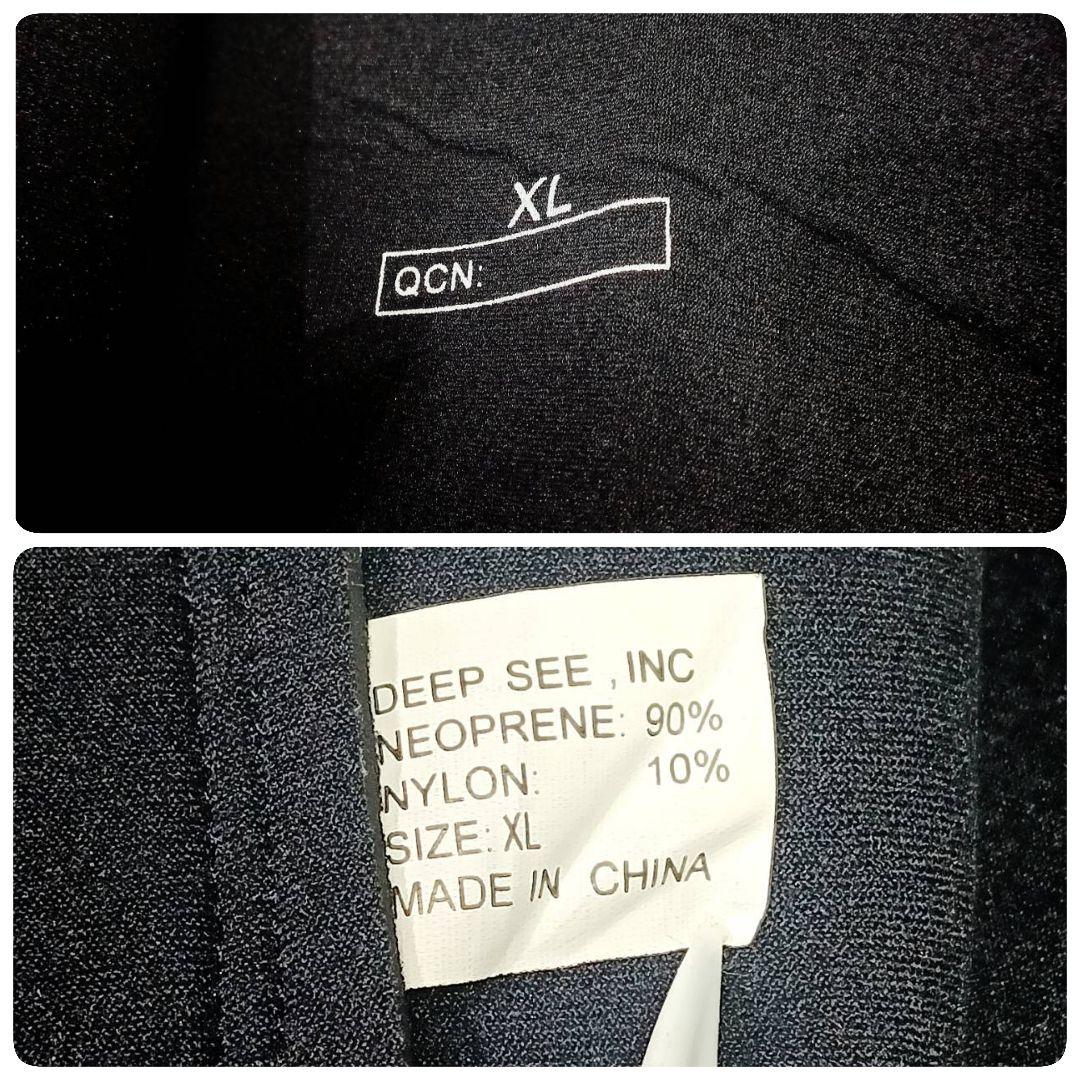 XL
QCN:
DEEP SEE , INC
NEOPRENE: 90%
NYLON: 10%
SIZE: XL
MADE IN CHINA